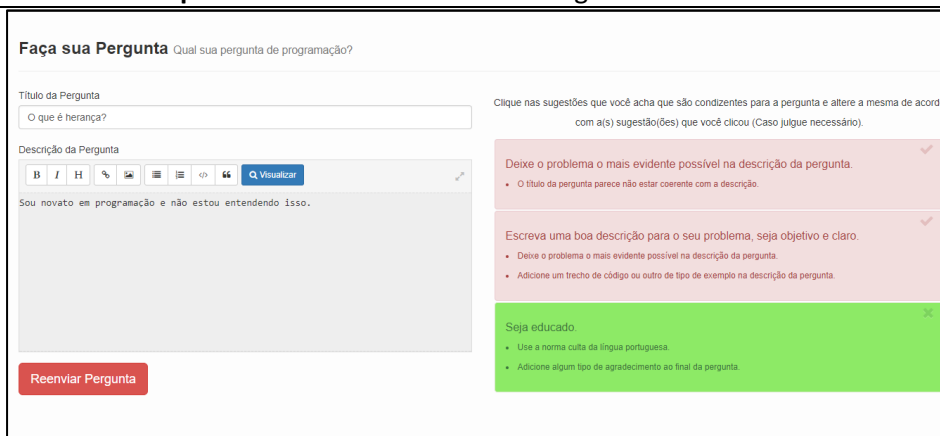 Faça sua Pergunta Qual sua pergunta de programação?
Título da Pergunta
O que é herança?
Descrição da Pergunta
B I H Visualizar
Sou novato em programação e não estou entendendo isso.
Reenviar Pergunta
Clique nas sugestões que você acha que são condizentes para a pergunta e altere a mesma de acord
com a(s) sugestão(ões) que você clicou (Caso julgue necessário).
Deixe o problema o mais evidente possível na descrição da pergunta.
• O título da pergunta parece não estar coerente com a descrição.
Escreva uma boa descrição para o seu problema, seja objetivo e claro.
• Deixe o problema o mais evidente possível na descrição da pergunta.
• Adicione um trecho de código ou outro de tipo de exemplo na descrição da pergunta.
Seja educado.
• Use a norma culta da língua portuguesa.
• Adicione algum tipo de agradecimento ao final da pergunta.